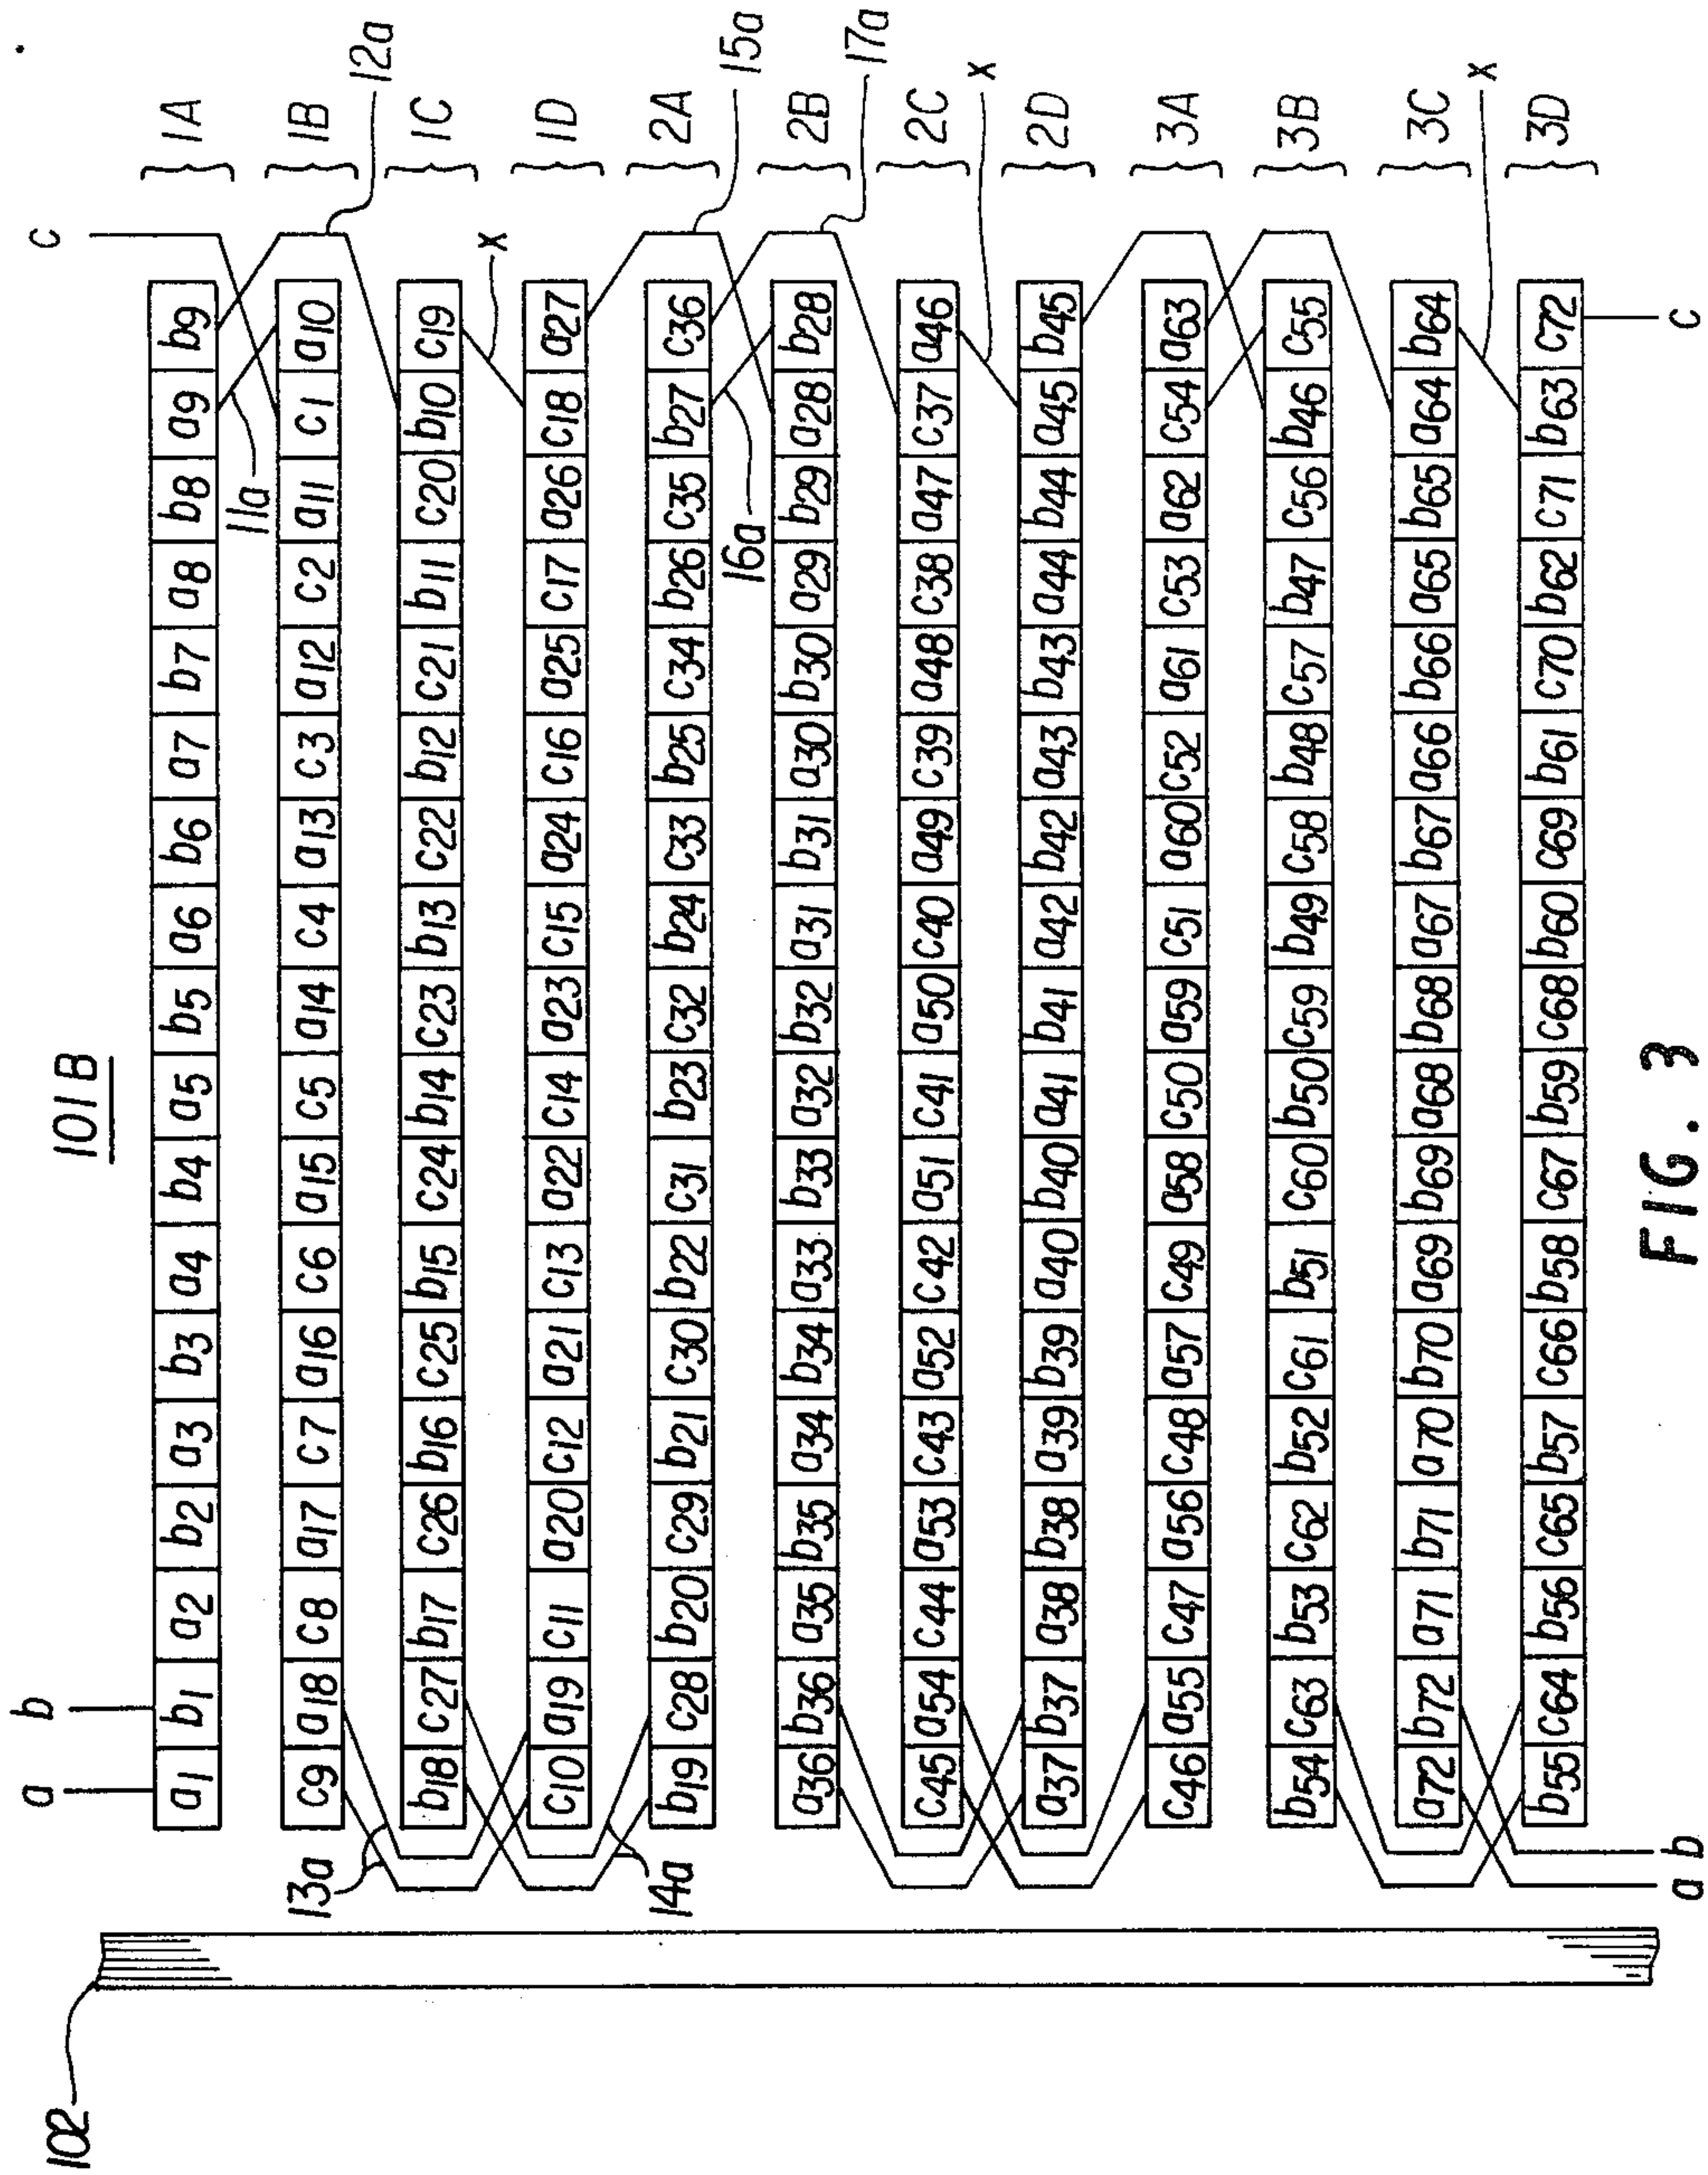 101B
a b c
a1 b1 a2 b2 a3 b3 a4 b4 a5 b5 a6 b6 a7 b7 a8 b8 a9 b9 1A
11a
c9 a18 c8 a17 c7 a16 c6 a15 c5 a14 c4 a13 c3 a12 c2 a11 c1 a10 1B
12a
b18 c27 b17 c26 b16 c25 b15 c24 b14 c23 b13 c22 b12 c21 b11 c20 b10 c19 1C
13a
x
c10 a19 c11 a20 c12 a21 c13 a22 c14 a23 c15 a24 c16 a25 c17 a26 c18 a27 1D
b19 c28 b20 c29 b21 c30 b22 c31 b23 c32 b24 c33 b25 c34 b26 c35 b27 c36 2A
14a
16a
15a
a36 b36 a35 b35 a34 b34 a33 b33 a32 b32 a31 b31 a30 b30 a29 b29 a28 b28 2B
17a
c45 a54 c44 a53 c43 a52 c42 a51 c41 a50 c40 a49 c39 a48 c38 a47 c37 a46 2C
x
a37 b37 a38 b38 a39 b39 a40 b40 a41 b41 a42 b42 a43 b43 a44 b44 a45 b45 2D
c46 a55 c47 a56 c48 a57 c49 a58 c50 a59 c51 a60 c52 a61 c53 a62 c54 a63 3A
b54 c63 b53 c62 b52 c61 b51 c60 b50 c59 b49 c58 b48 c57 b47 c56 b46 c55 3B
a72 b72 a71 b71 a70 b70 a69 b69 a68 b68 a67 b67 a66 b66 a65 b65 a64 b64 3C
x
b55 c64 b56 c65 b57 c66 b58 c67 b59 c68 b60 c69 b61 c70 b62 c71 b63 c72 3D
a b c
102
FIG. 3